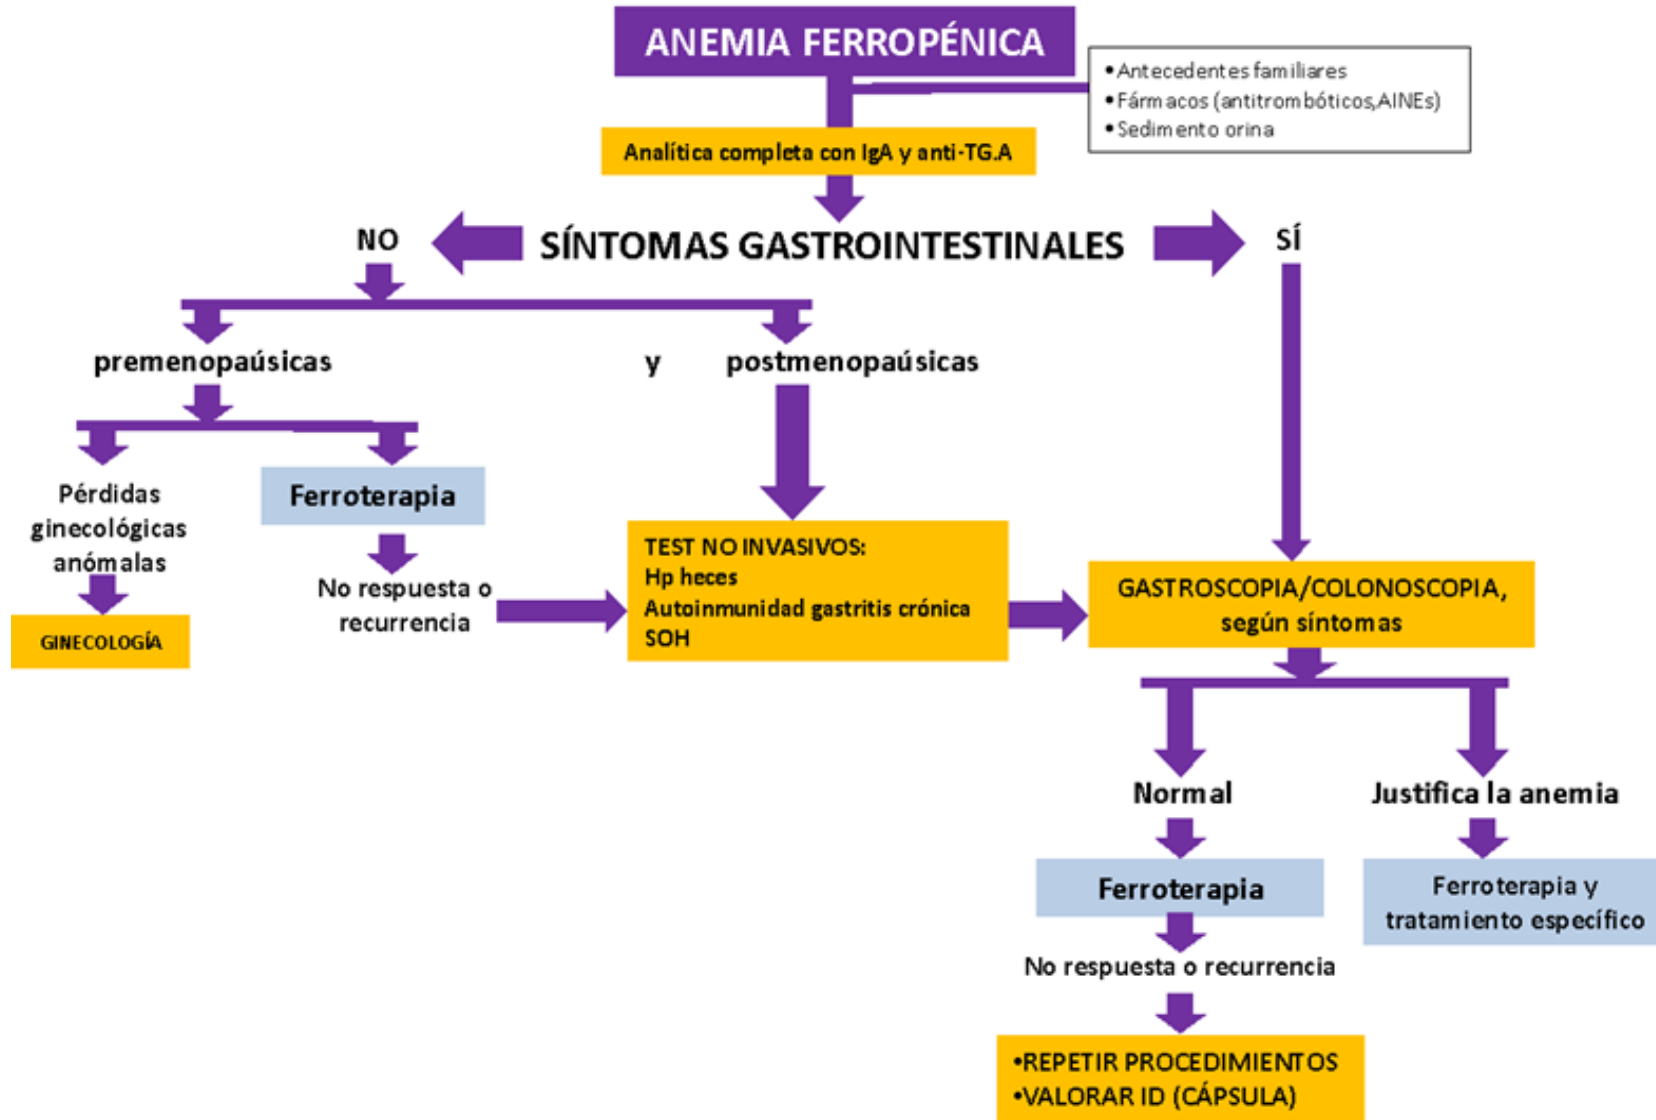 ANEMIA FERROPÉNICA
•Antecedentes familiares
•Fármacos (antitrombóticos,AINEs)
•Sedimento orina
Analítica completa con IgA y anti-TG.A
NO
SÍNTOMAS GASTROINTESTINALES
SÍ
premenopaúsicas
y
postmenopaúsicas
Pérdidas
ginecológicas
anómalas
GINECOLOGÍA
Ferroterapia
No respuesta o
recurrencia
TEST NO INVASIVOS:
Hp heces
Autoinmunidad gastritis crónica
SOH
GASTROSCOPIA/COLONOSCOPIA,
según síntomas
Normal
Justifica la anemia
Ferroterapia
Ferroterapia y
tratamiento específico
No respuesta o recurrencia
•REPETIR PROCEDIMIENTOS
•VALORAR ID (CÁPSULA)